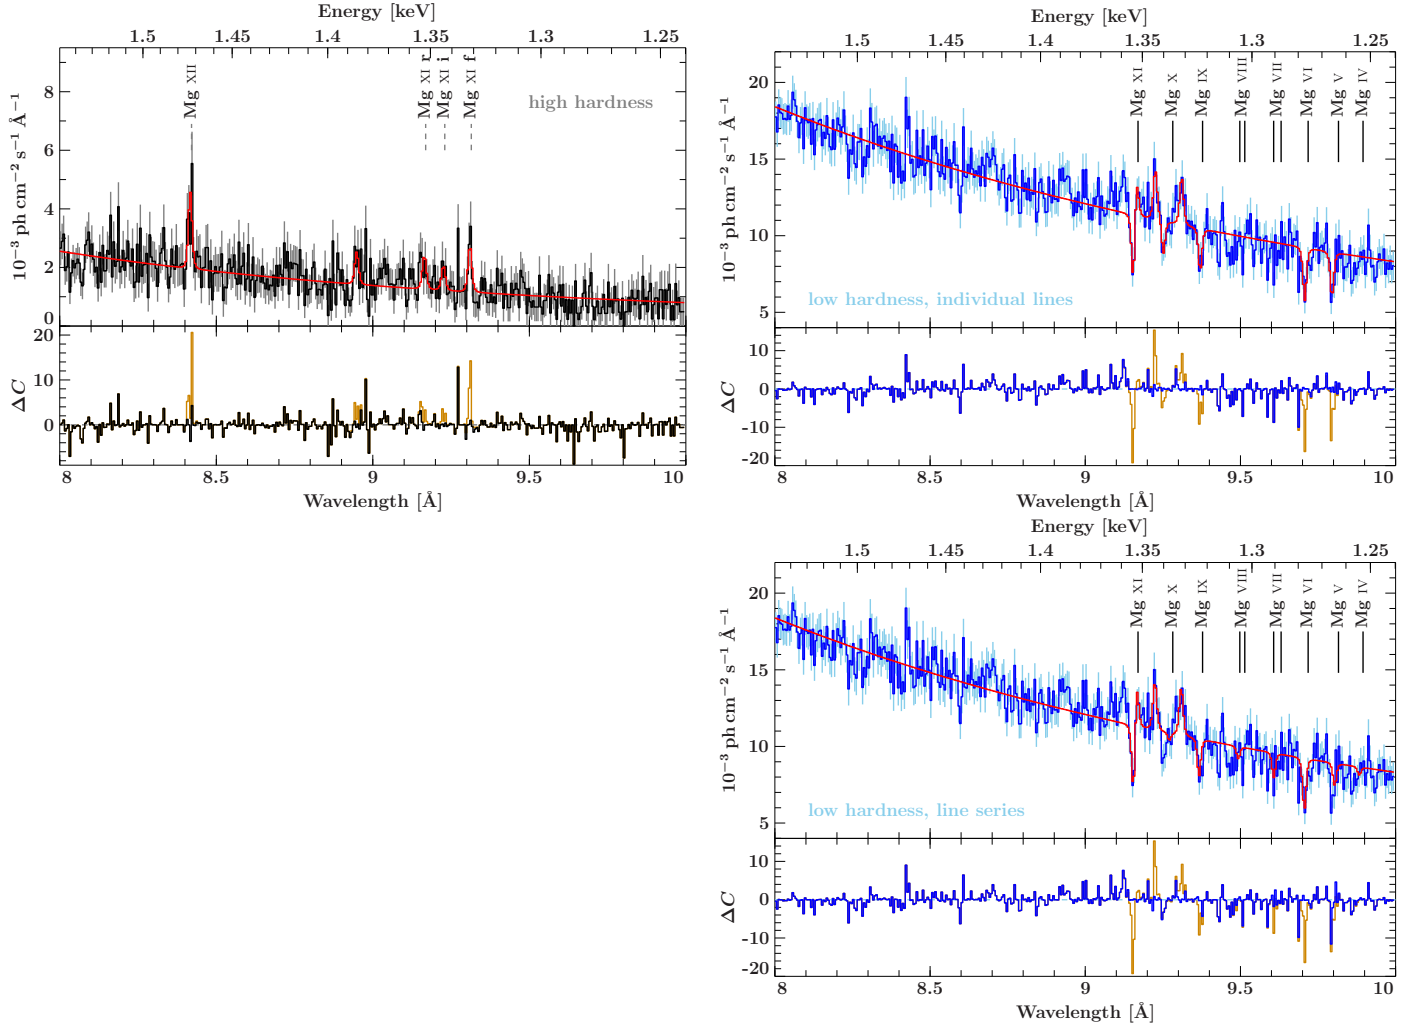 Energy [keV]
1.5 1.45 1.4 1.35 1.3 1.25
Mg XII
Mg XI r
Mg XI i
Mg XI f
high hardness
8
6
4
2
0
10⁻³ ph cm⁻² s⁻¹ Å⁻¹
20
10
0
ΔC
8 8.5 9 9.5 10
Wavelength [Å]
Energy [keV]
1.5 1.45 1.4 1.35 1.3 1.25
Mg XI
Mg X
Mg IX
Mg VIII
Mg VII
Mg VI
Mg V
Mg IV
20
15
10
5
10⁻³ ph cm⁻² s⁻¹ Å⁻¹
low hardness, individual lines
10
0
-10
-20
ΔC
8 8.5 9 9.5 10
Wavelength [Å]
Energy [keV]
1.5 1.45 1.4 1.35 1.3 1.25
Mg XI
Mg X
Mg IX
Mg VIII
Mg VII
Mg VI
Mg V
Mg IV
20
15
10
5
10⁻³ ph cm⁻² s⁻¹ Å⁻¹
low hardness, line series
10
0
-10
-20
ΔC
8 8.5 9 9.5 10
Wavelength [Å]